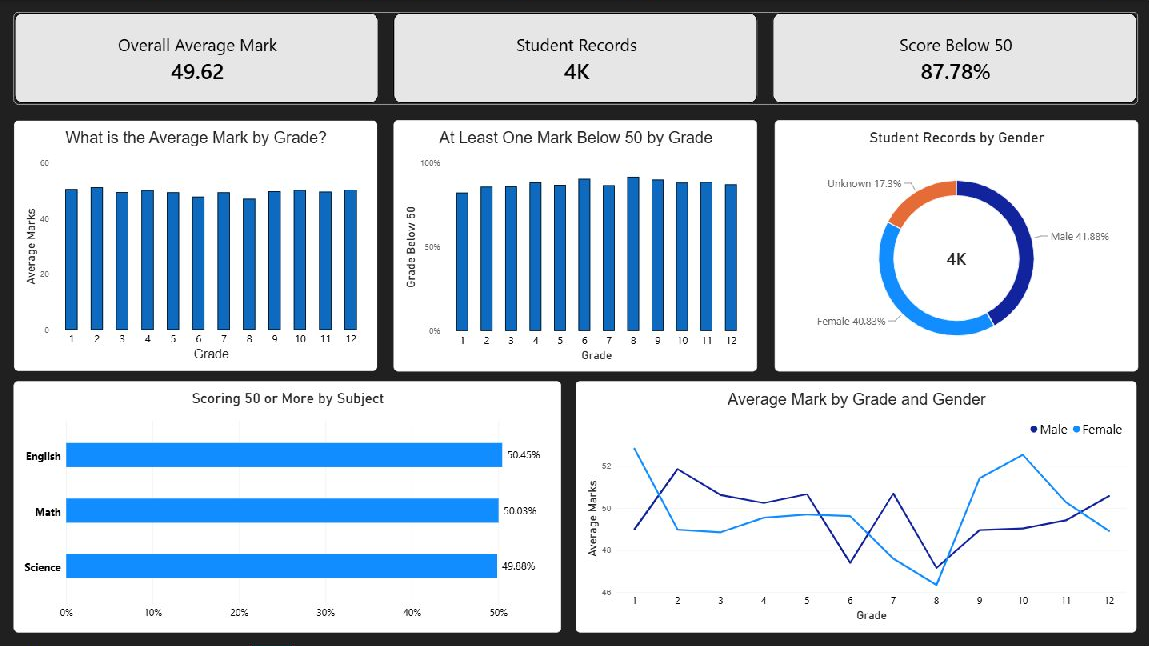 Overall Average Mark
49.62
Student Records
4K
Score Below 50
87.78%
What is the Average Mark by Grade?
60
40
20
0
Average Marks
1 2 3 4 5 6 7 8 9 10 11 12
Grade
At Least One Mark Below 50 by Grade
100%
50%
0%
Grade Below 50
1 2 3 4 5 6 7 8 9 10 11 12
Grade
Student Records by Gender
Unknown 17.3%
Male 41.88%
4K
Female 40.83%
Scoring 50 or More by Subject
English 50.45%
Math 50.03%
Science 49.88%
0% 10% 20% 30% 40% 50%
Average Mark by Grade and Gender
Male Female
52
50
48
46
Average Marks
1 2 3 4 5 6 7 8 9 10 11 12
Grade